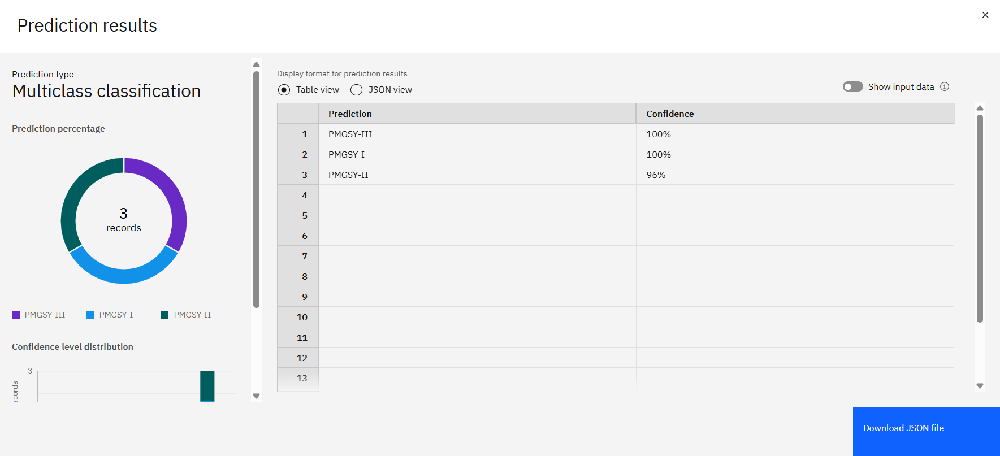 Prediction results
Prediction type
Multiclass classification
Prediction percentage
3
records
PMGSY-III PMGSY-I PMGSY-II
Confidence level distribution
3
Display format for prediction results
Table view JSON view
Show input data
Prediction Confidence
1 PMGSY-III 100%
2 PMGSY-I 100%
3 PMGSY-II 96%
4
5
6
7
8
9
10
11
12
13
Download JSON file